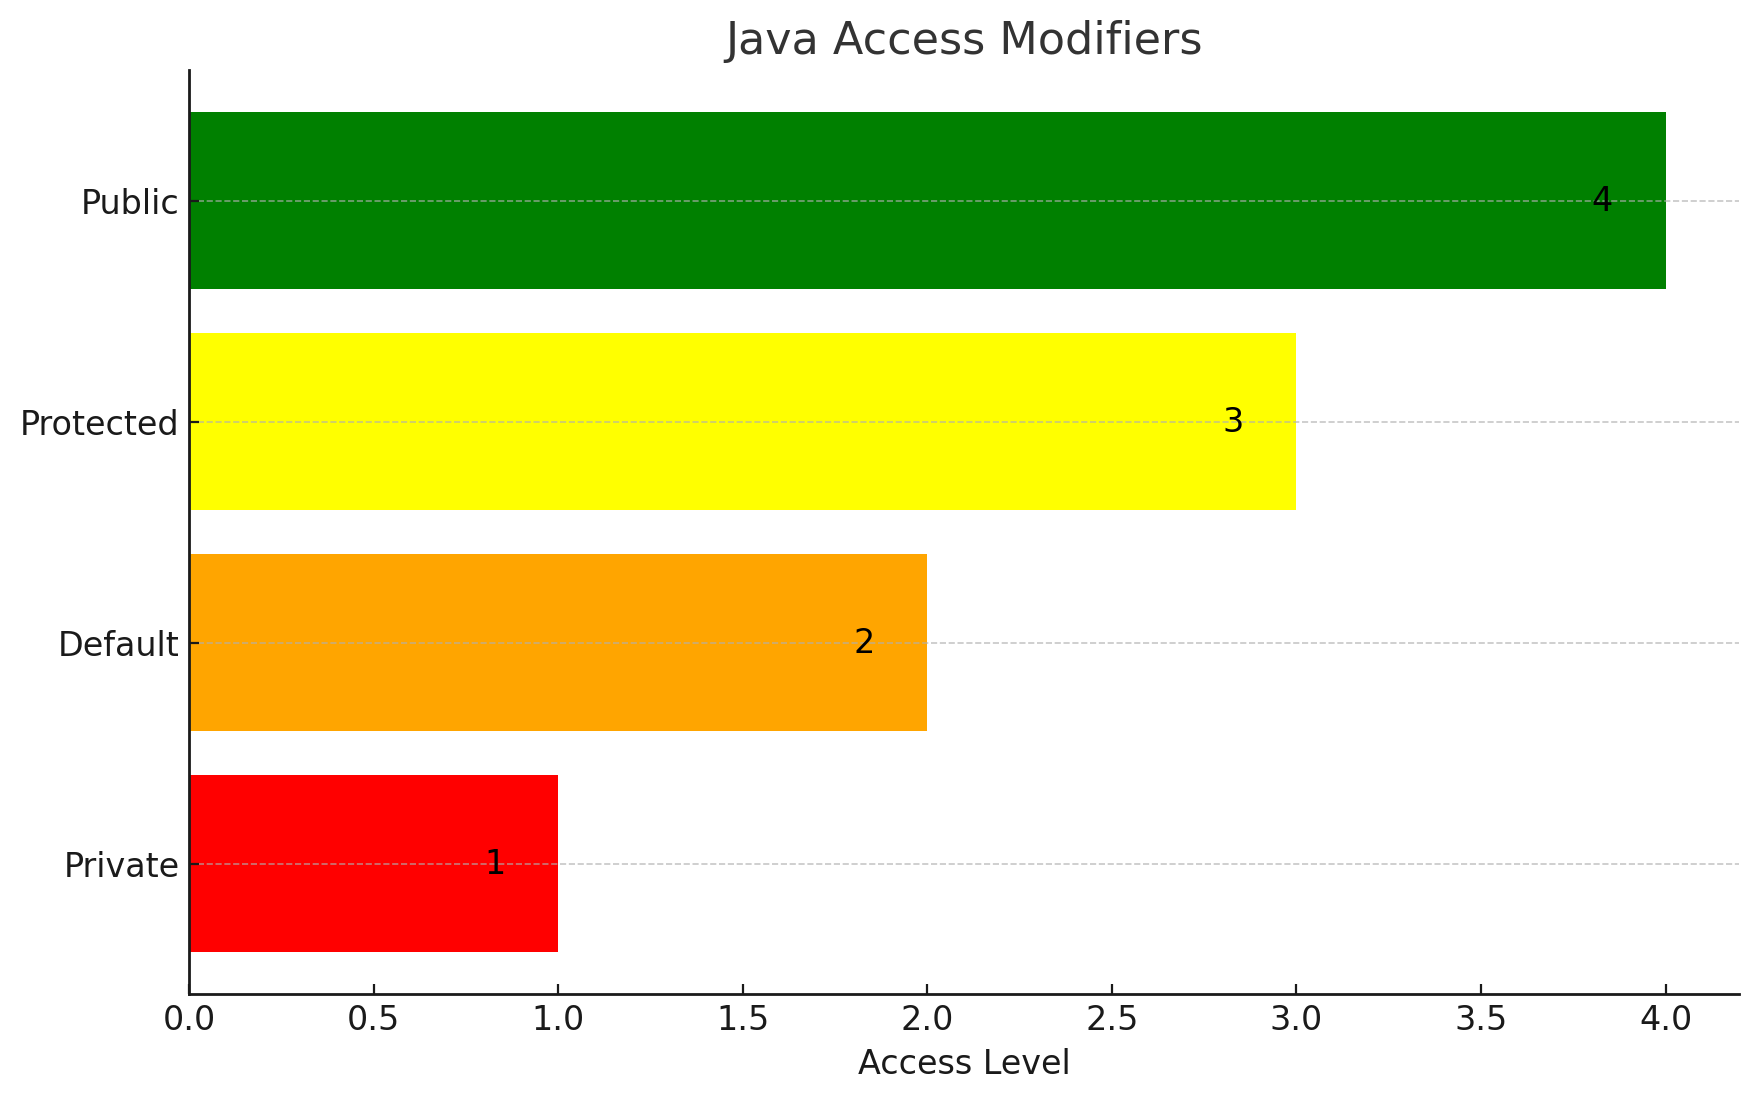 Java Access Modifiers
Public
4
Protected
3
Default
2
Private
1
0.0 0.5 1.0 1.5 2.0 2.5 3.0 3.5 4.0
Access Level